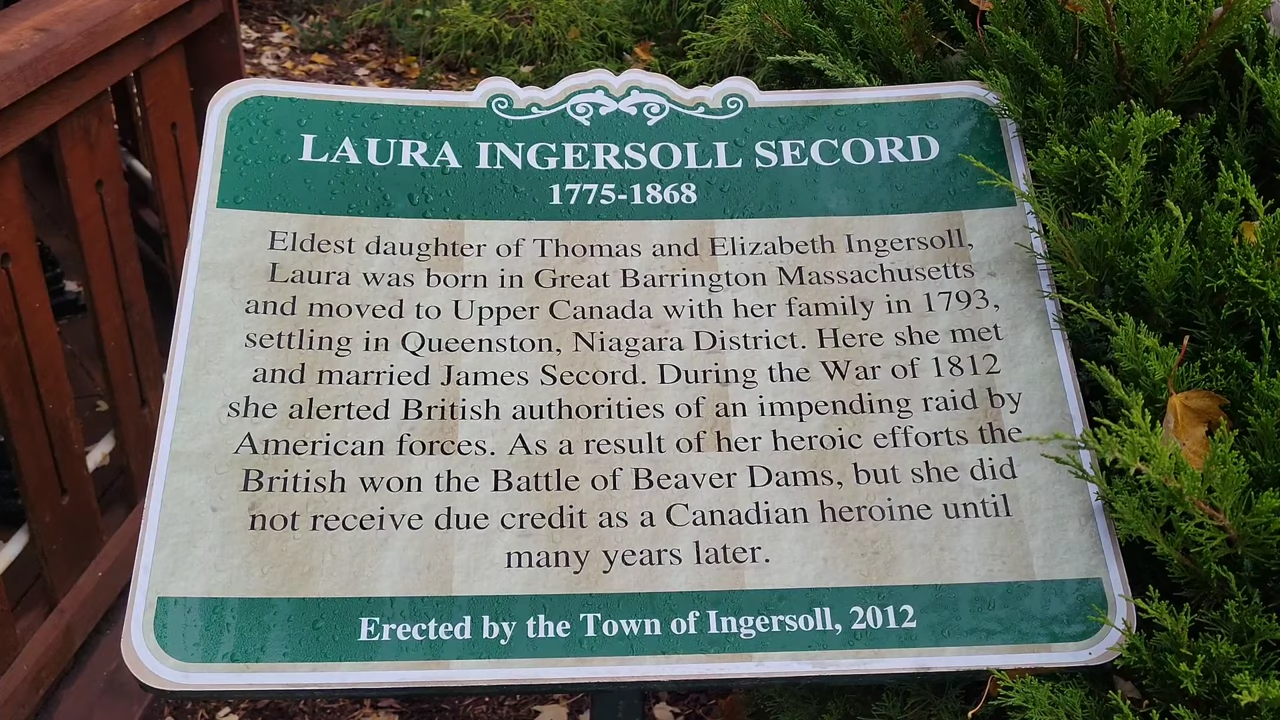 LAURA INGERSOLL SECORD
1775-1868
Eldest daughter of Thomas and Elizabeth Ingersoll,
Laura was born in Great Barrington Massachusetts
and moved to Upper Canada with her family in 1793,
settling in Queenston, Niagara District. Here she met
and married James Secord. During the War of 1812
she alerted British authorities of an impending raid by
American forces. As a result of her heroic efforts the
British won the Battle of Beaver Dams, but she did
not receive due credit as a Canadian heroine until
many years later.
Erected by the Town of Ingersoll, 2012